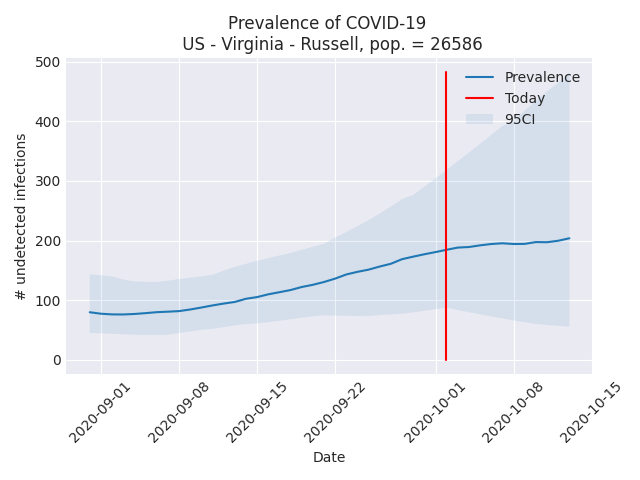 Prevalence of COVID-19
US - Virginia - Russell, pop. = 26586
# undetected infections
500
400
300
200
100
0
Prevalence
Today
95CI
2020-09-01
2020-09-08
2020-09-15
2020-09-22
2020-10-01
2020-10-08
2020-10-15
Date